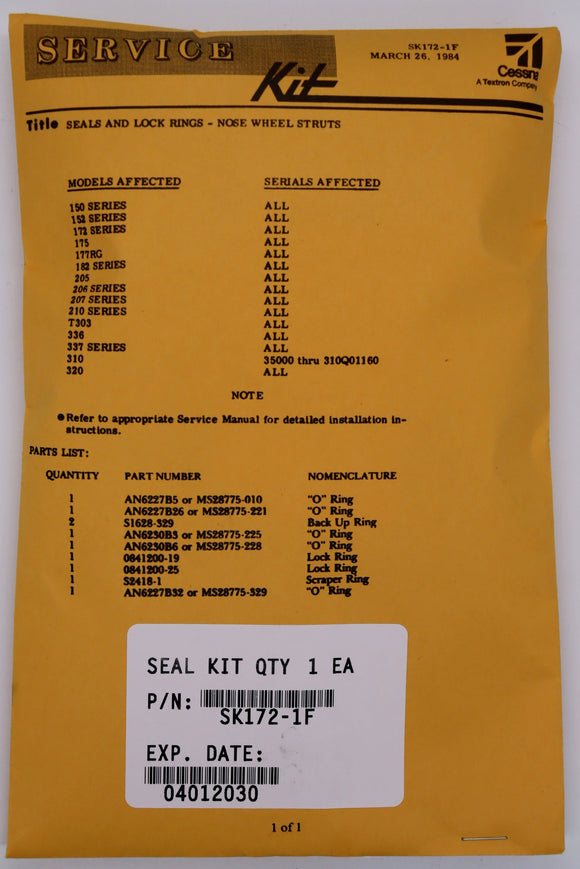 SERVICE
Kit
SK172-1F
MARCH 26, 1984
Cessna
A Textron Company
Title SEALS AND LOCK RINGS - NOSE WHEEL STRUTS
MODELS AFFECTED SERIALS AFFECTED
150 SERIES ALL
152 SERIES ALL
172 SERIES ALL
175 ALL
177RG ALL
182 SERIES ALL
205 ALL
206 SERIES ALL
207 SERIES ALL
210 SERIES ALL
T303 ALL
336 ALL
337 SERIES ALL
310 35000 thru 310Q01160
320 ALL
NOTE
●Refer to appropriate Service Manual for detailed installation in-
structions.
PARTS LIST:
QUANTITY PART NUMBER NOMENCLATURE
1 AN6227B5 or MS28775-010 "O" Ring
1 AN6227B26 or MS28775-221 "O" Ring
2 S1628-329 Back Up Ring
1 AN6230B3 or MS28775-225 "O" Ring
1 AN6230B6 or MS28775-228 "O" Ring
1 0841200-19 Lock Ring
1 0841200-25 Lock Ring
1 S2418-1 Scraper Ring
1 AN6227B32 or MS28775-329 "O" Ring
SEAL KIT QTY 1 EA
P/N:
SK172-1F
EXP. DATE:
04012030
1 of 1